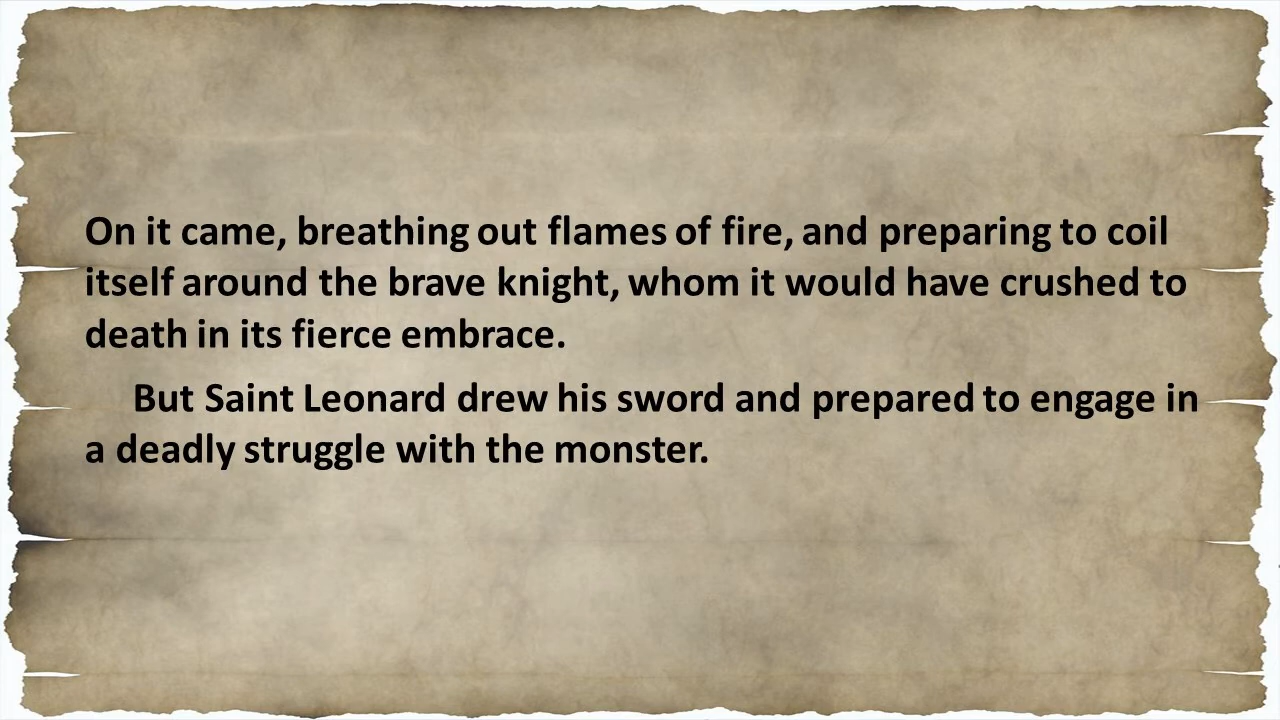 On it came, breathing out flames of fire, and preparing to coil
itself around the brave knight, whom it would have crushed to
death in its fierce embrace.
But Saint Leonard drew his sword and prepared to engage in
a deadly struggle with the monster.